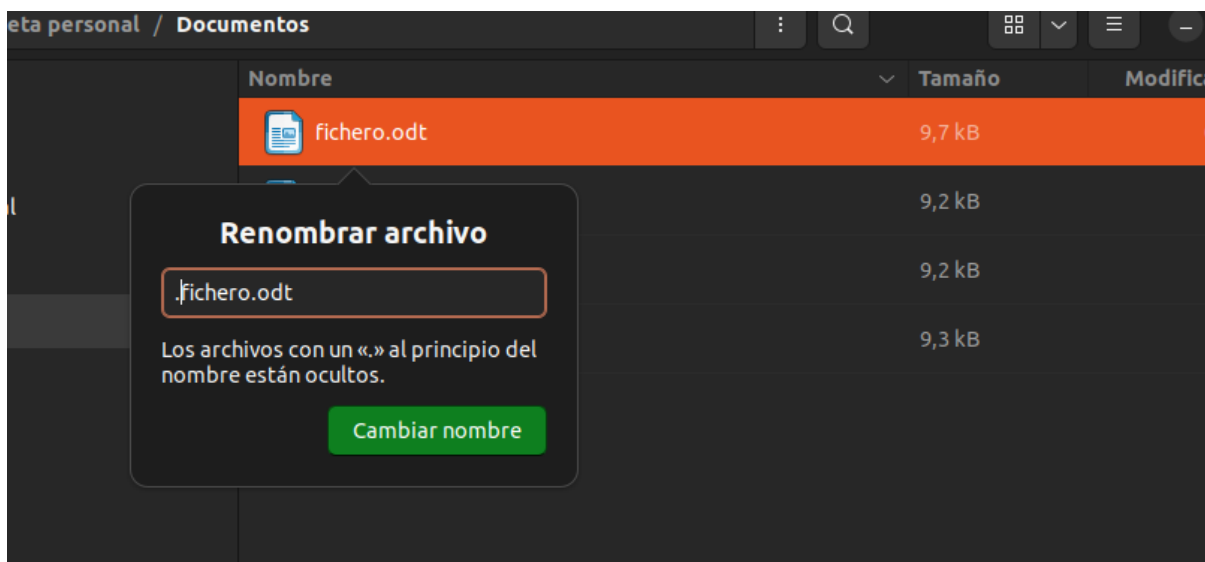 eta personal / Documentos
Nombre Tamaño Modifica
fichero.odt 9,7 kB
l 9,2 kB
Renombrar archivo
.fichero.odt 9,2 kB
Los archivos con un «.» al principio del 9,3 kB
nombre están ocultos.
Cambiar nombre